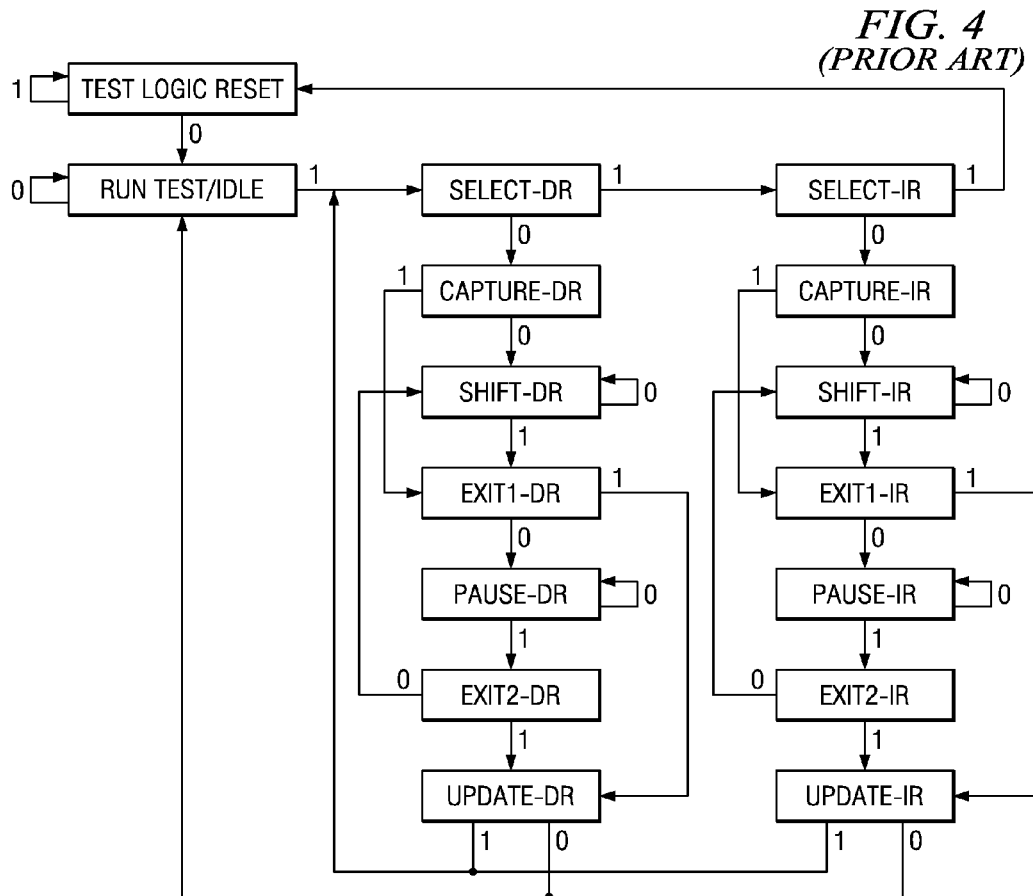 FIG. 4
(PRIOR ART)
1
TEST LOGIC RESET
0
0
RUN TEST/IDLE
1
SELECT-DR
1
SELECT-IR
1
0
0
1
CAPTURE-DR
1
CAPTURE-IR
0
0
SHIFT-DR
0
SHIFT-IR
0
1
1
EXIT1-DR
1
EXIT1-IR
1
0
0
PAUSE-DR
0
PAUSE-IR
0
1
1
0
EXIT2-DR
0
EXIT2-IR
1
1
UPDATE-DR
UPDATE-IR
1
0
1
0